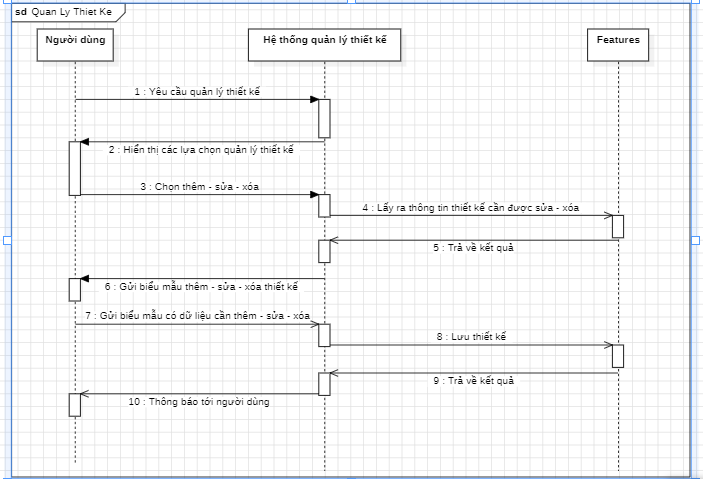 sd Quan Ly Thiet Ke
Người dùng
Hệ thống quản lý thiết kế
Features
1 : Yêu cầu quản lý thiết kế
2 : Hiển thị các lựa chọn quản lý thiết kế
3 : Chọn thêm - sửa - xóa
4 : Lấy ra thông tin thiết kế cần được sửa - xóa
5 : Trả về kết quả
6 : Gửi biểu mẫu thêm - sửa - xóa thiết kế
7 : Gửi biểu mẫu có dữ liệu cần thêm - sửa - xóa
8 : Lưu thiết kế
9 : Trả về kết quả
10 : Thông báo tới người dùng